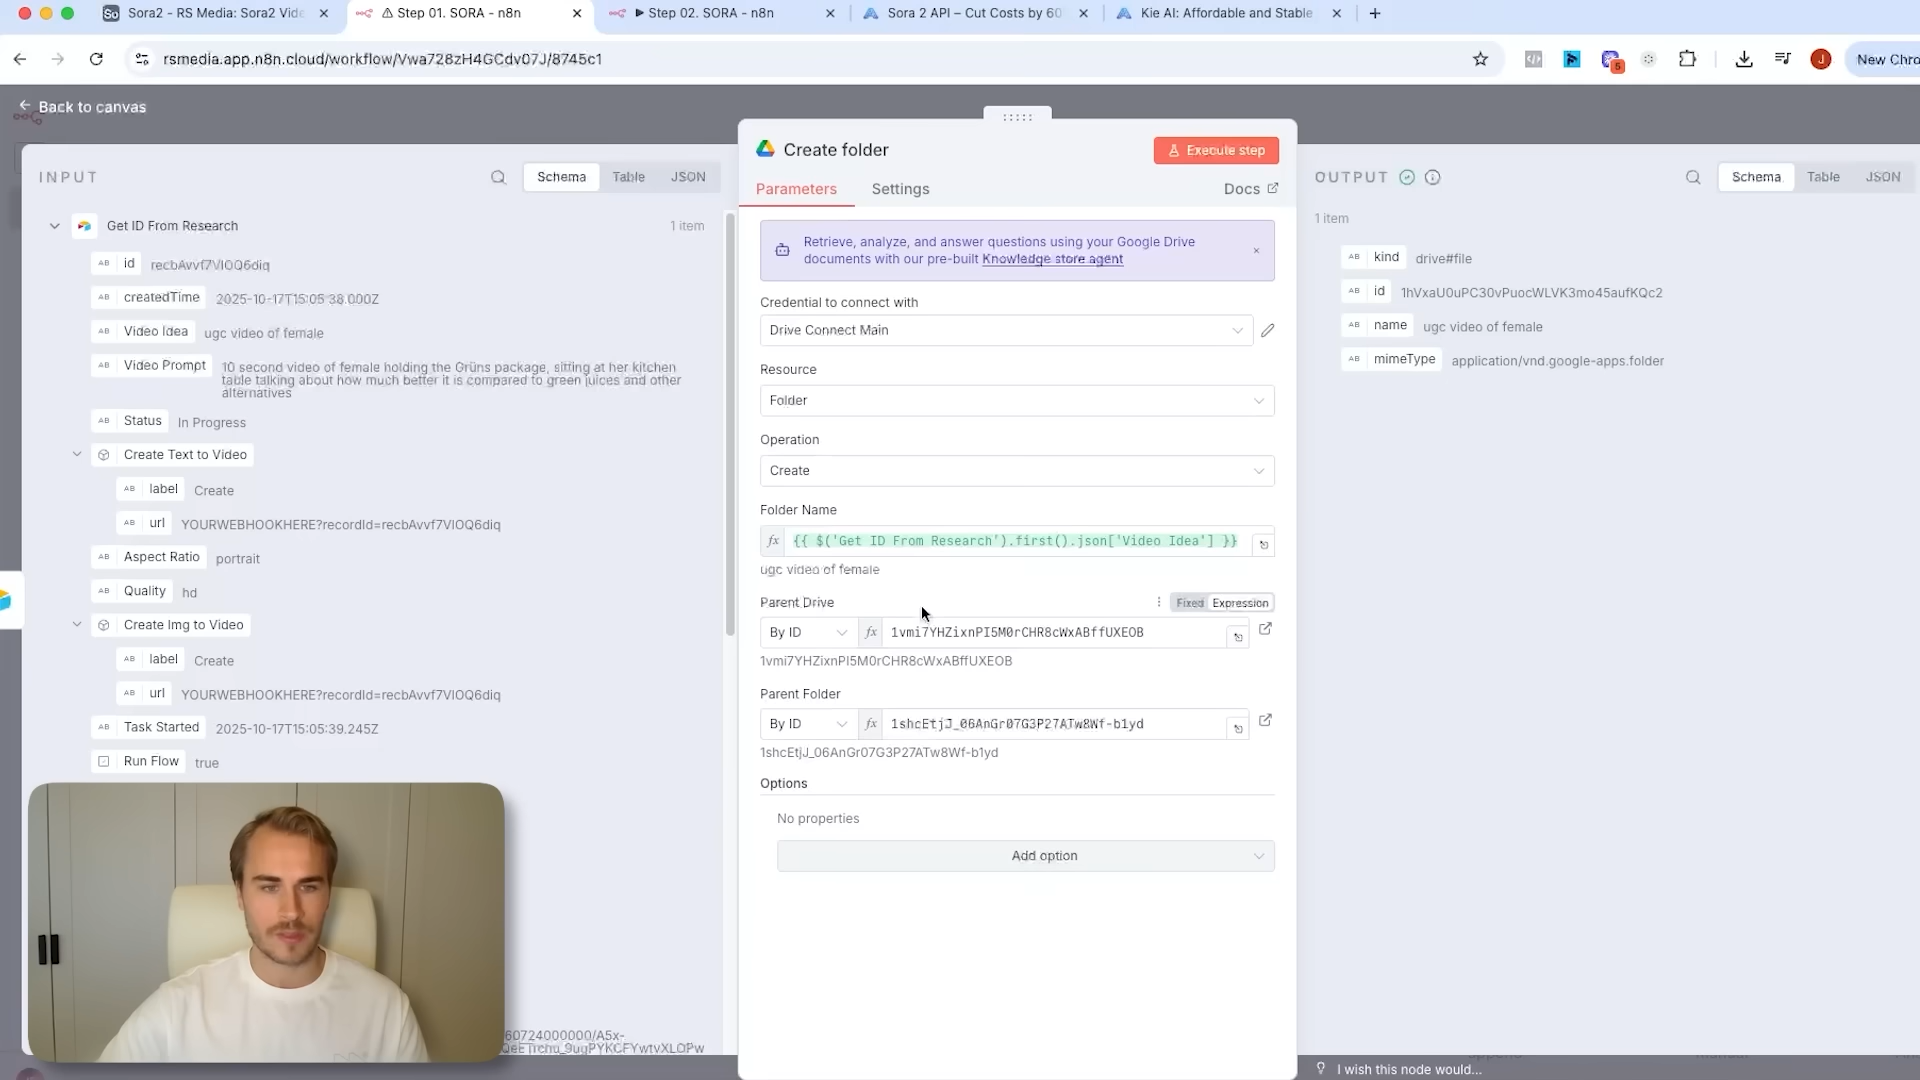 Sora2 - RS Media: Sora2 Vide
Step 01. SORA - n8n
Step 02. SORA - n8n
Sora 2 API – Cut Costs by 60
Kie AI: Affordable and Stable
rsmedia.app.n8n.cloud/workflow/Vwa728zH4GCdv07J/8745c1
5
J
New Chro
Back to canvas
INPUT
Schema
Table
JSON
Get ID From Research
1 item
id
recbAvvf7VIOQ6diq
createdTime
2025-10-17T15:05:38.000Z
Video Idea
ugc video of female
Video Prompt
10 second video of female holding the Grüns package, sitting at her kitchen
table talking about how much better it is compared to green juices and other
alternatives
Status
In Progress
Create Text to Video
label
Create
url
YOURWEBHOOKHERE?recordId=recbAvvf7VIOQ6diq
Aspect Ratio
portrait
Quality
hd
Create Img to Video
label
Create
url
YOURWEBHOOKHERE?recordId=recbAvvf7VIOQ6diq
Task Started
2025-10-17T15:05:39.245Z
Run Flow
true
60724000000/A5x-
Create folder
Execute step
Parameters
Settings
Docs
Retrieve, analyze, and answer questions using your Google Drive
documents with our pre-built Knowledge store agent
Credential to connect with
Drive Connect Main
Resource
Folder
Operation
Create
Folder Name
fx
{{ $('Get ID From Research').first().json['Video Idea'] }}
ugc video of female
Parent Drive
Fixed
Expression
By ID
fx
1vmi7YHZixnPI5M0rCHR8cWxABffUXEOB
1vmi7YHZixnPI5M0rCHR8cWxABffUXEOB
Parent Folder
By ID
fx
1shcEtjJ_06AnGr07G3P27ATw8Wf-b1yd
1shcEtjJ_06AnGr07G3P27ATw8Wf-b1yd
Options
No properties
Add option
OUTPUT
Schema
Table
JSON
1 item
kind
drive#file
id
1hVxaU0uPC30vPuocWLVK3mo45aufKQc2
name
ugc video of female
mimeType
application/vnd.google-apps.folder
I wish this node would...